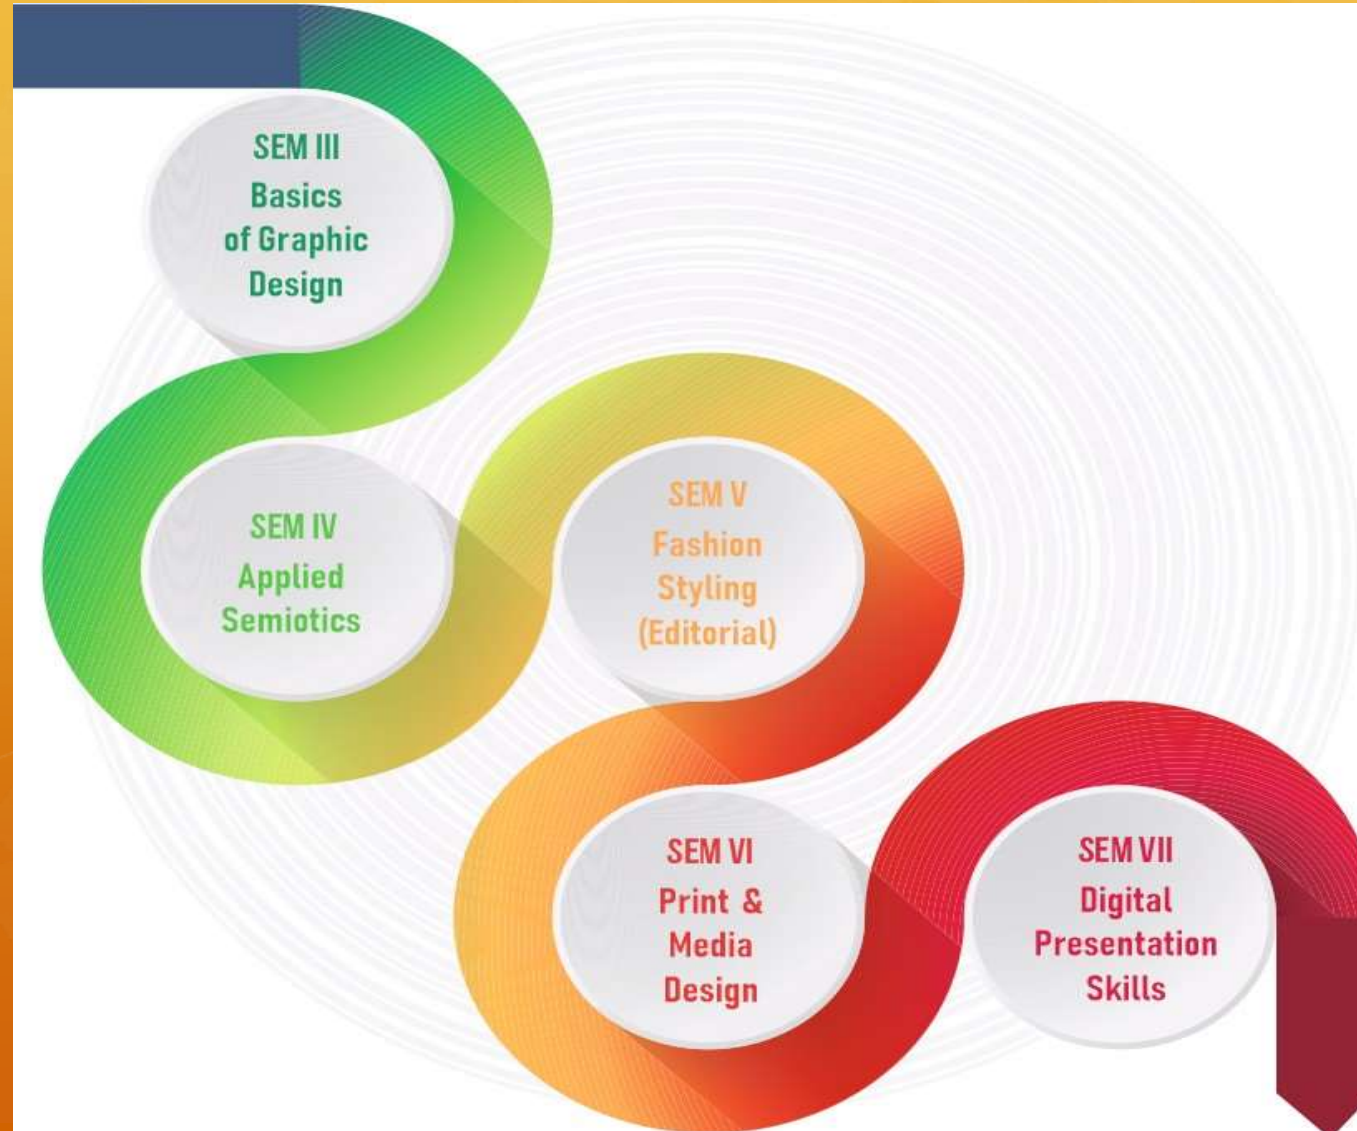 SEM III
Basics
of Graphic
Design
SEM IV
Applied
Semiotics
SEM V
Fashion
Styling
(Editorial)
SEM VI
Print &
Media
Design
SEM VII
Digital
Presentation
Skills